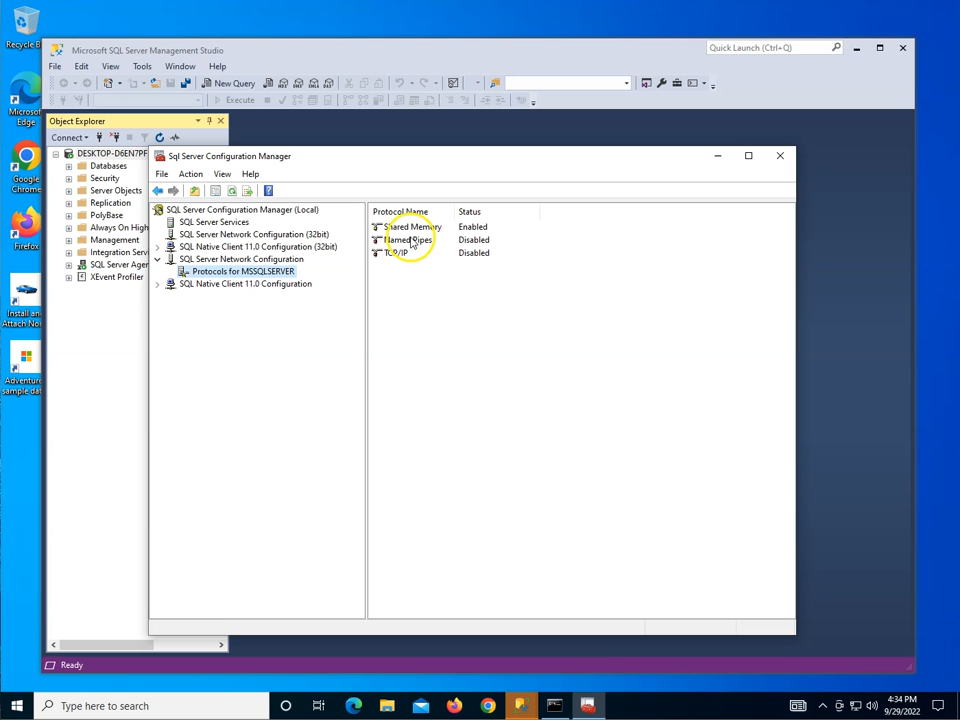 Recycle B
Microsoft SQL Server Management Studio
Quick Launch (Ctrl+Q)
File Edit View Tools Window Help
New Query
Execute
Object Explorer
Connect
DESKTOP-D6EN7PF
Databases
Security
Server Objects
Replication
PolyBase
Always On High
Management
Integration Serv
SQL Server Agen
XEvent Profiler
Microsoft
Edge
Google
Chrome
Firefox
Install and
Attach No
Adventure
sample dat
Sql Server Configuration Manager
File Action View Help
SQL Server Configuration Manager (Local)
SQL Server Services
SQL Server Network Configuration (32bit)
SQL Native Client 11.0 Configuration (32bit)
SQL Server Network Configuration
Protocols for MSSQLSERVER
SQL Native Client 11.0 Configuration
Protocol Name Status
Shared Memory Enabled
Named Pipes Disabled
TCP/IP Disabled
Ready
Type here to search
4:34 PM
9/29/2022